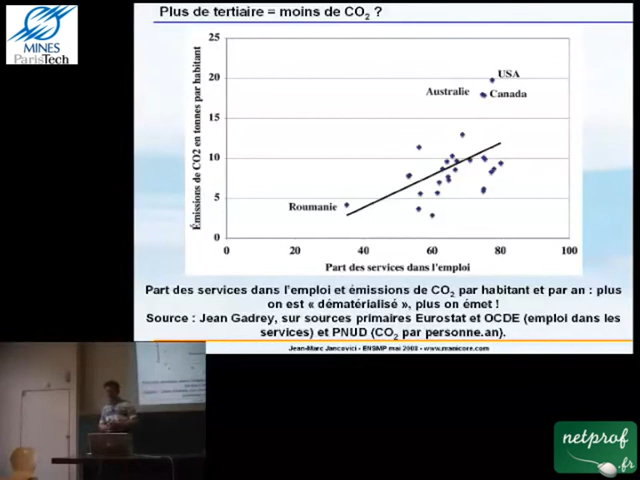 MINES
ParisTech
Plus de tertiaire = moins de CO2 ?
Émissions de CO2 en tonnes par habitant
25
20
15
10
5
0
USA
Australie
Canada
Roumanie
0 20 40 60 80 100
Part des services dans l'emploi
Part des services dans l'emploi et émissions de CO2 par habitant et par an : plus
on est « dématérialisé », plus on émet !
Source : Jean Gadrey, sur sources primaires Eurostat et OCDE (emploi dans les
services) et PNUD (CO2 par personne.an).
Jean-Marc Jancovici - ENSMP mai 2008 - www.manicore.com
netprof
.fr